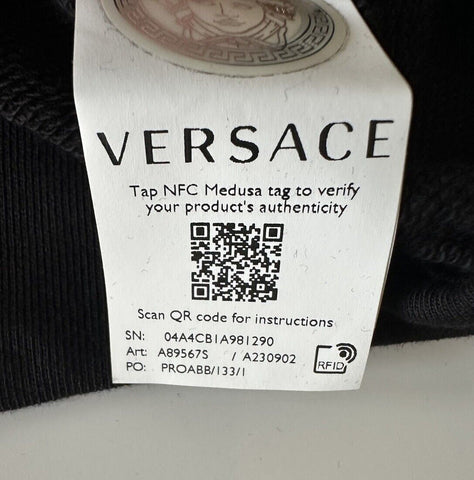 VERSACE
Tap NFC Medusa tag to verify
your product's authenticity
Scan QR code for instructions
SN: 04A4CB1A981290
Art: A89567S / A230902
PO: PROABB/133/1
RFID